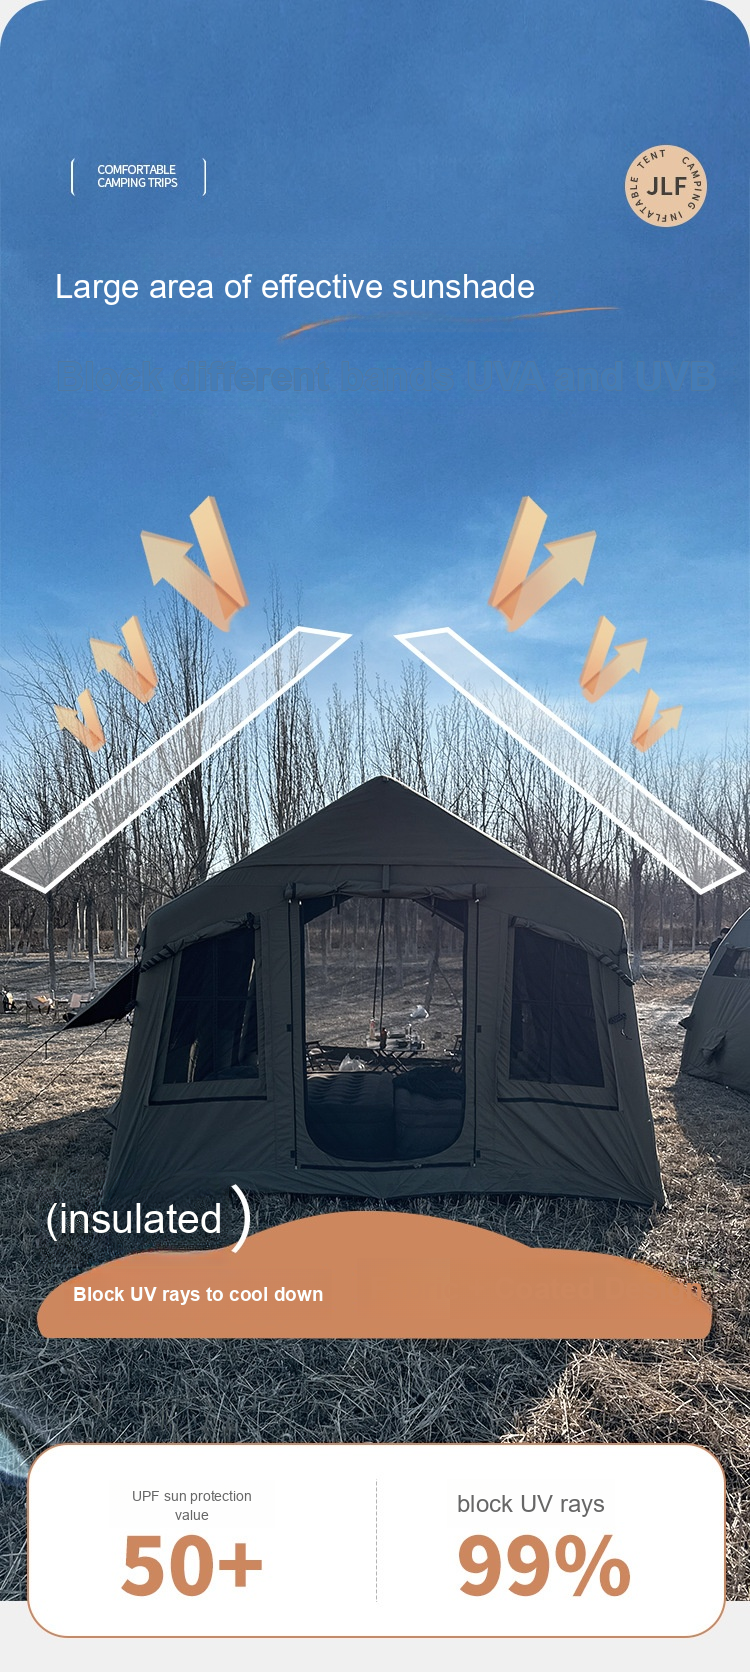 COMFORTABLE
CAMPING TRIPS
INFLATABLE TENT CAMPING
JLF
Large area of effective sunshade
Block different bands UVA and UVB
(insulated)
Block UV rays to cool down
UPF sun protection
value
50+
block UV rays
99%